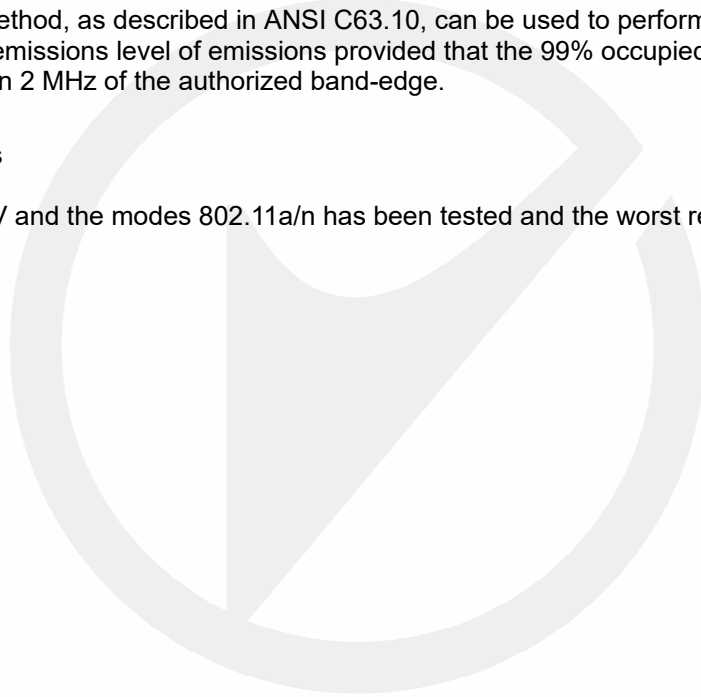 ethod, as described in ANSI C63.10, can be used to perform
emissions level of emissions provided that the 99% occupied
n 2 MHz of the authorized band-edge.
s
V and the modes 802.11a/n has been tested and the worst re